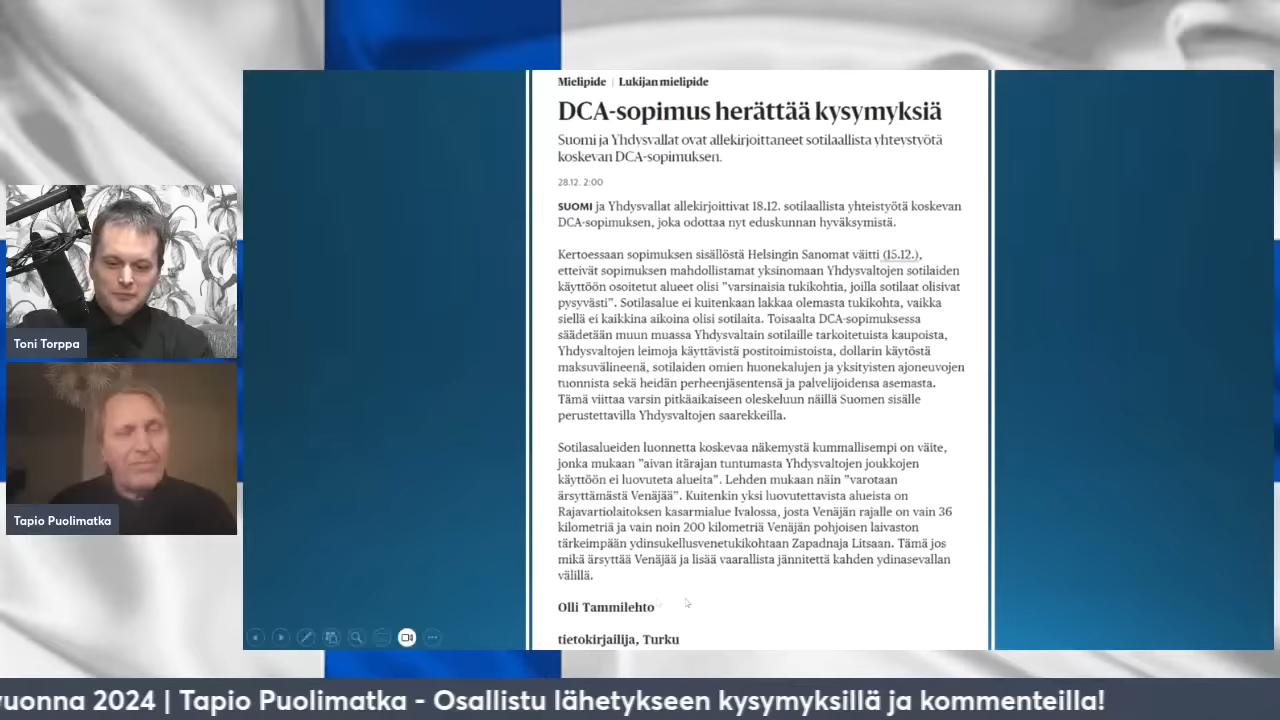 Mielipide | Lukijan mielipide
DCA-sopimus herättää kysymyksiä
Suomi ja Yhdysvallat ovat allekirjoittaneet sotilaallista yhteystyötä
koskevan DCA-sopimuksen.
28.12. 2:00
SUOMI ja Yhdysvallat allekirjoittivat 18.12. sotilaallista yhteistyötä koskevan
DCA-sopimuksen, joka odottaa nyt eduskunnan hyväksymistä.
Kertoessaan sopimuksen sisällöstä Helsingin Sanomat väitti (15.12.),
etteivät sopimuksen mahdollistamat yksinomaan Yhdysvaltojen sotilaiden
käyttöön osoitetut alueet olisi ”varsinaisia tukikohtia, joilla sotilaat olisivat
pysyvästi”. Sotilasalue ei kuitenkaan lakkaa olemasta tukikohta, vaikka
siellä ei kaikkina aikoina olisi sotilaita. Toisaalta DCA-sopimuksessa
säädetään muun muassa Yhdysvaltain sotilaille tarkoitetuista kaupoista,
Yhdysvaltojen leimoja käyttävistä postitoimistoista, dollarin käytöstä
maksuvälineenä, sotilaiden omien huonekalujen ja yksityisten ajoneuvojen
tuonnista sekä heidän perheenjäsentensä ja palvelijoidensa asemasta.
Tämä viittaa varsin pitkäaikaiseen oleskeluun näillä Suomen sisälle
perustettavilla Yhdysvaltojen saarekkeilla.
Sotilasalueiden luonnetta koskevaa näkemystä kummallisempi on väite,
jonka mukaan ”aivan itärajan tuntumasta Yhdysvaltojen joukkojen
käyttöön ei luovuteta alueita”. Lehden mukaan näin ”varotaan
ärsyttämästä Venäjää”. Kuitenkin yksi luovutettavista alueista on
Rajavartiolaitoksen kasarmialue Ivalossa, josta Venäjän rajalle on vain 36
kilometriä ja vain noin 200 kilometriä Venäjän pohjoisen laivaston
tärkeimpään ydinsukellusvenetukikohtaan Zapadnaja Litsaan. Tämä jos
mikä ärsyttää Venäjää ja lisää vaarallista jännitettä kahden ydinasevallan
välillä.
Olli Tammilehto
tietokirjailija, Turku
Toni Torppa
Tapio Puolimatka
vuonna 2024 | Tapio Puolimatka - Osallistu lähetykseen kysymyksillä ja kommenteilla!